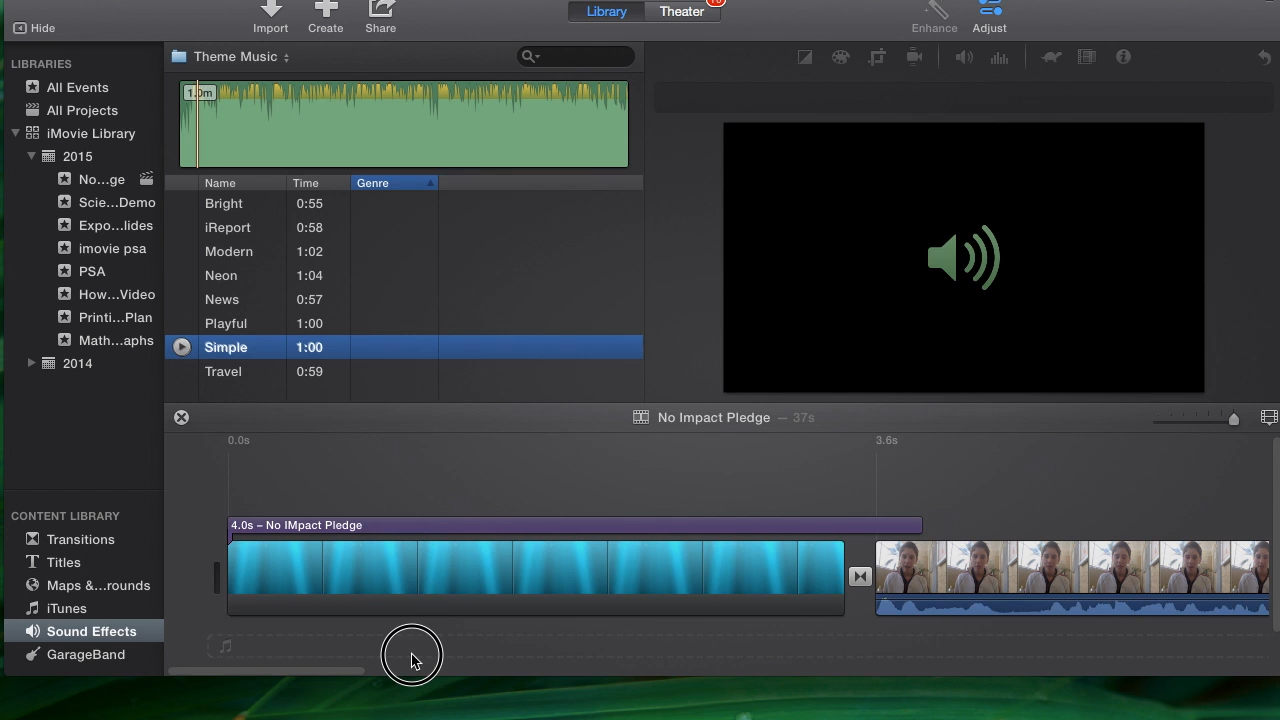 Hide
Import
Create
Share
Library
Theater
Enhance
Adjust
LIBRARIES
All Events
All Projects
iMovie Library
2015
No...ge
Scie...Demo
Expo...lides
imovie psa
PSA
How...Video
Printi...Plan
Math...aphs
2014
Theme Music
1.0m
Name Time Genre
Bright 0:55
iReport 0:58
Modern 1:02
Neon 1:04
News 0:57
Playful 1:00
Simple 1:00
Travel 0:59
No Impact Pledge — 37s
0.0s 3.6s
4.0s – No IMpact Pledge
CONTENT LIBRARY
Transitions
Titles
Maps &...rounds
iTunes
Sound Effects
GarageBand